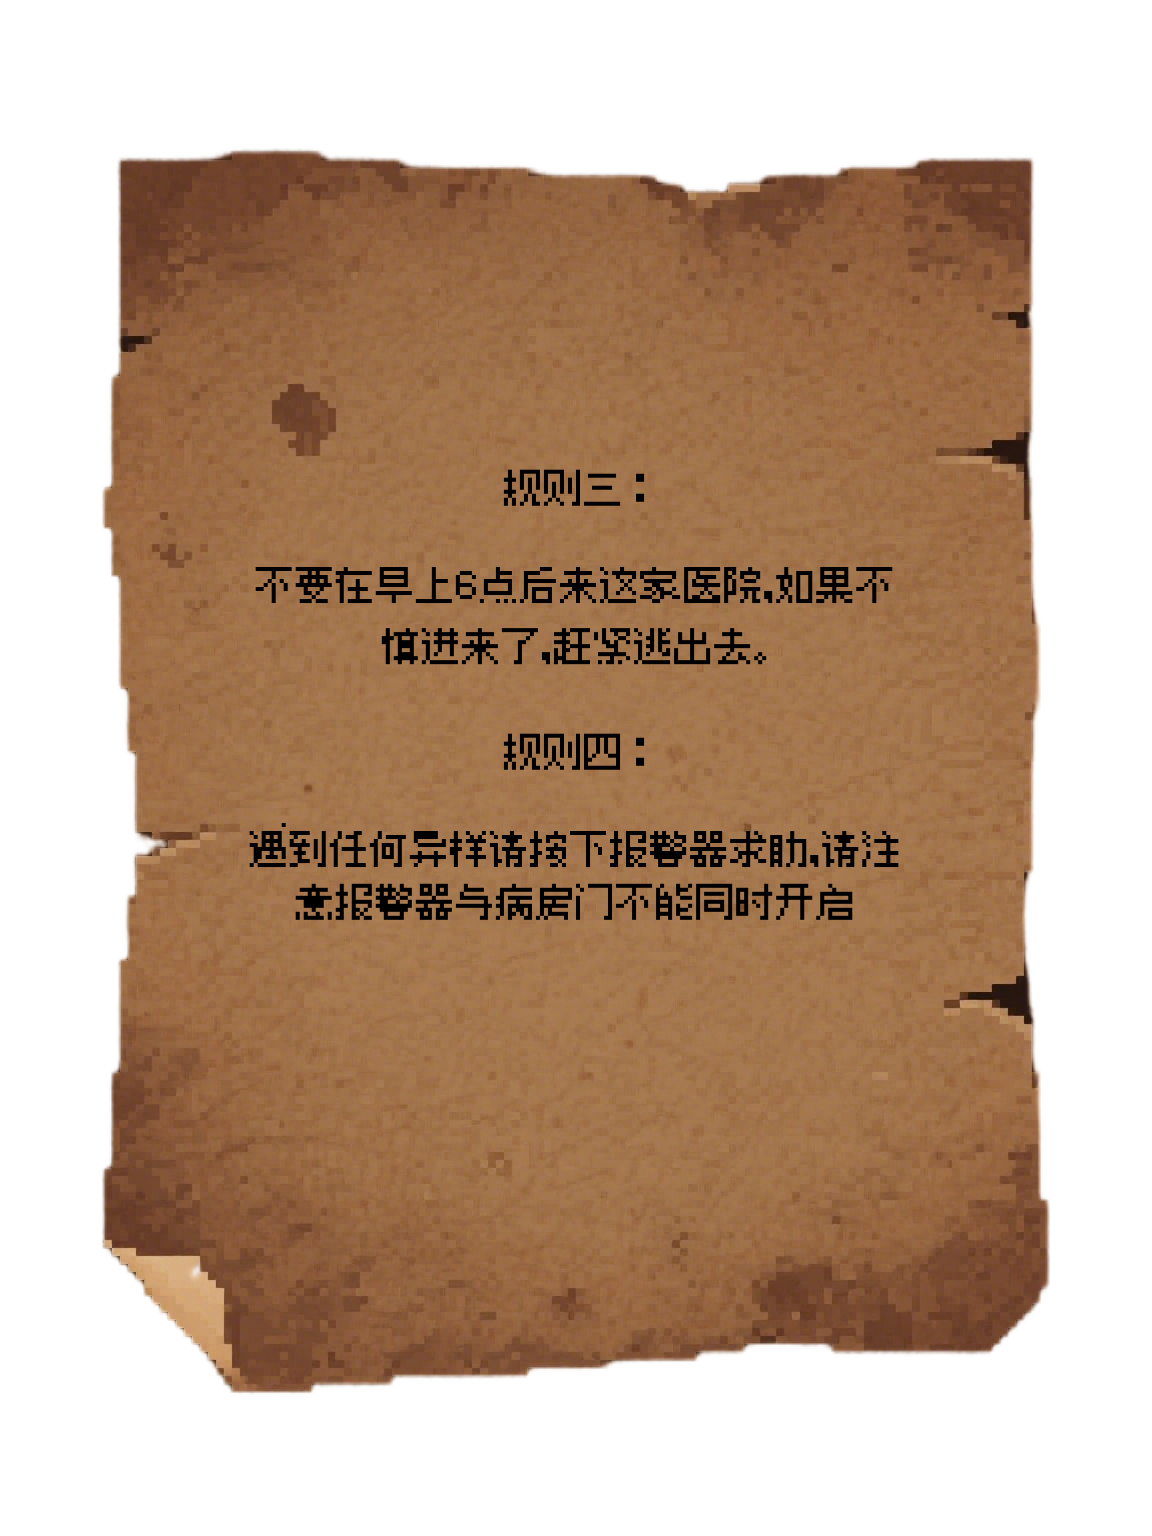 规则三：
不要在早上6点后来这家医院,如果不
慎进来了,赶紧逃出去。
规则四：
遇到任何异样请按下报警器求助,请注
意报警器与病房门不能同时开启